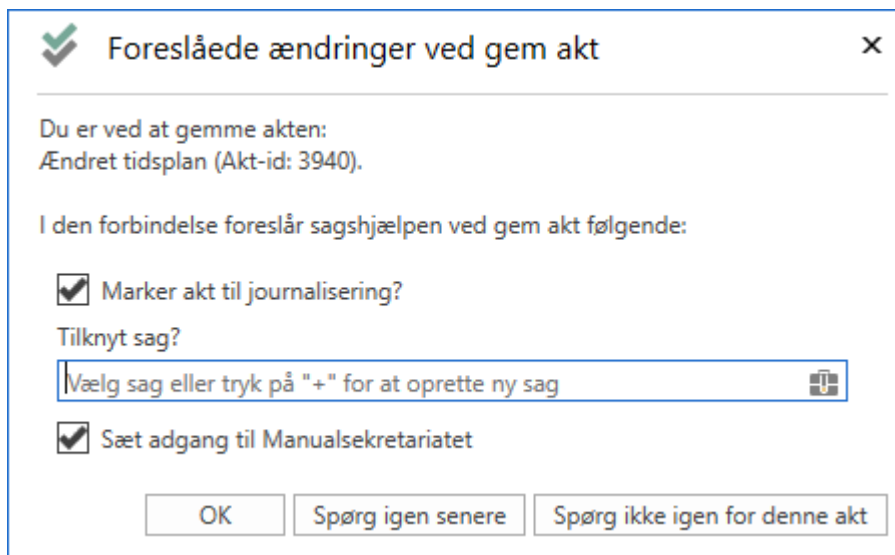 Foreslåede ændringer ved gem akt
Du er ved at gemme akten:
Ændret tidsplan (Akt-id: 3940).
I den forbindelse foreslår sagshjælpen ved gem akt følgende:
Marker akt til journalisering?
Tilknyt sag?
Vælg sag eller tryk på "+" for at oprette ny sag
Sæt adgang til Manualsekretariatet
OK Spørg igen senere Spørg ikke igen for denne akt